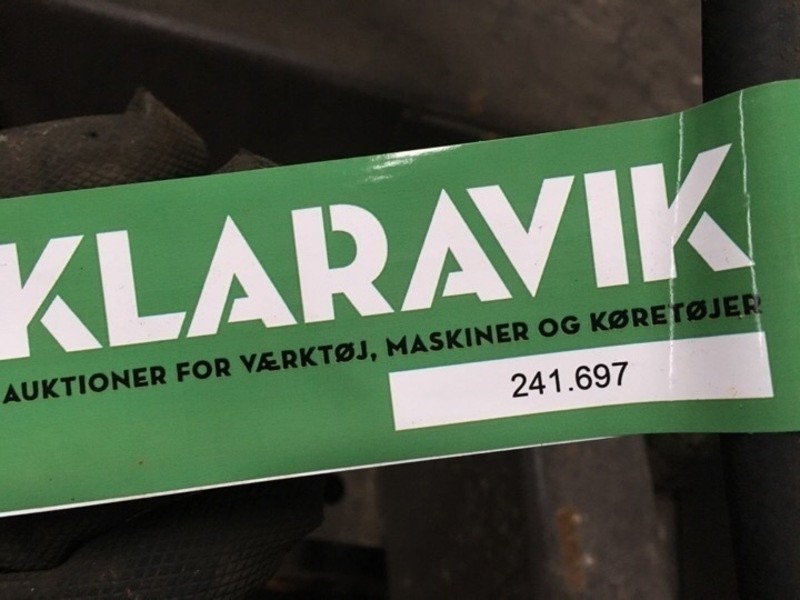 KLARAVIK
AUKTIONER FOR VÆRKTØJ, MASKINER OG KØRETØJER
241.697